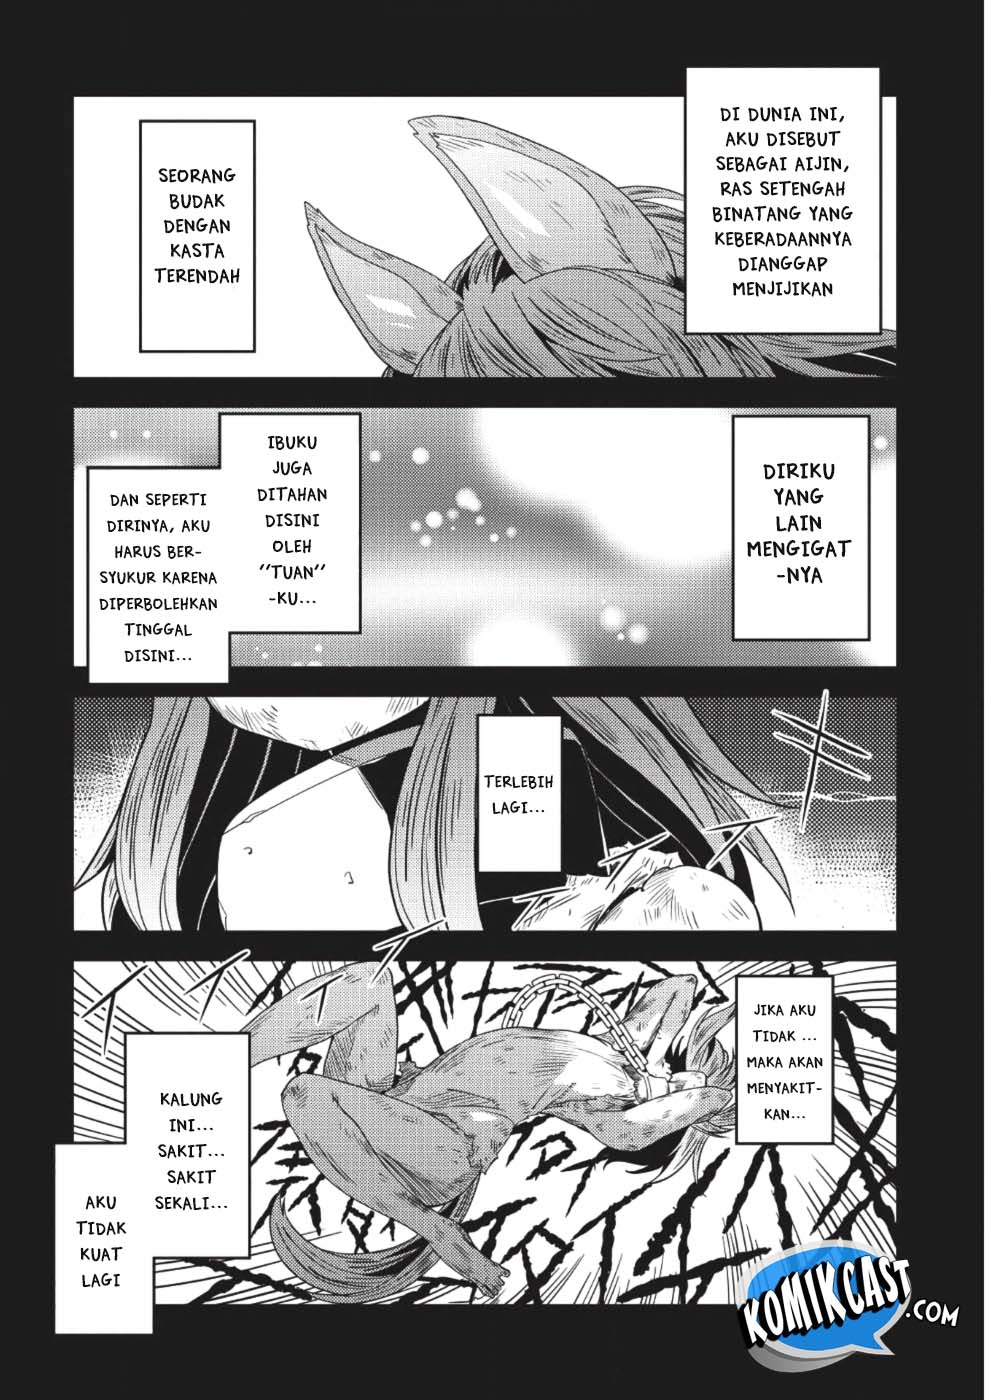 DI DUNIA INI,
AKU DISEBUT
SEBAGAI AIJIN,
RAS SETENGAH
BINATANG YANG
KEBERADAANNYA
DIANGGAP
MENJIJIKAN
SEORANG
BUDAK
DENGAN
KASTA
TERENDAH
DIRIKU
YANG
LAIN
MENGIGAT
-NYA
IBUKU
JUGA
DITAHAN
DISINI
OLEH
"TUAN"
-KU...
DAN SEPERTI
DIRINYA, AKU
HARUS BER-
SYUKUR KARENA
DIPERBOLEHKAN
TINGGAL
DISINI...
TERLEBIH
LAGI...
JIKA AKU
TIDAK ...
MAKA AKAN
MENYAKIT-
KAN...
KALUNG
INI...
SAKIT...
SAKIT
SEKALI...
AKU
TIDAK
KUAT
LAGI
KOMIKCAST.COM